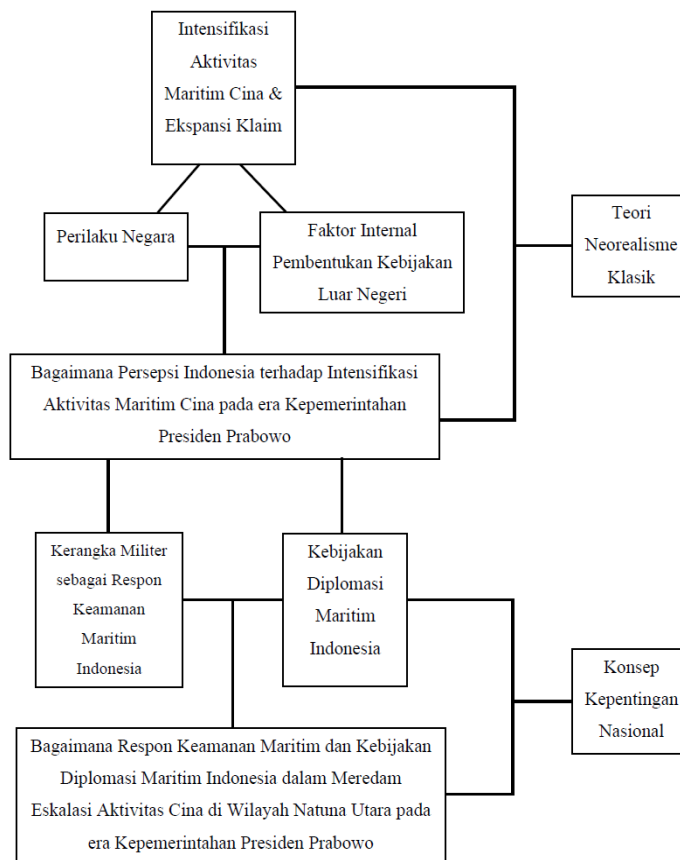 Intensifikasi
Aktivitas
Maritim Cina &
Ekspansi Klaim
Perilaku Negara
Faktor Internal
Pembentukan Kebijakan
Luar Negeri
Teori
Neorealisme
Klasik
Bagaimana Persepsi Indonesia terhadap Intensifikasi
Aktivitas Maritim Cina pada era Kepemerintahan
Presiden Prabowo
Kerangka Militer
sebagai Respon
Keamanan
Maritim
Indonesia
Kebijakan
Diplomasi
Maritim
Indonesia
Konsep
Kepentingan
Nasional
Bagaimana Respon Keamanan Maritim dan Kebijakan
Diplomasi Maritim Indonesia dalam Meredam
Eskalasi Aktivitas Cina di Wilayah Natuna Utara pada
era Kepemerintahan Presiden Prabowo